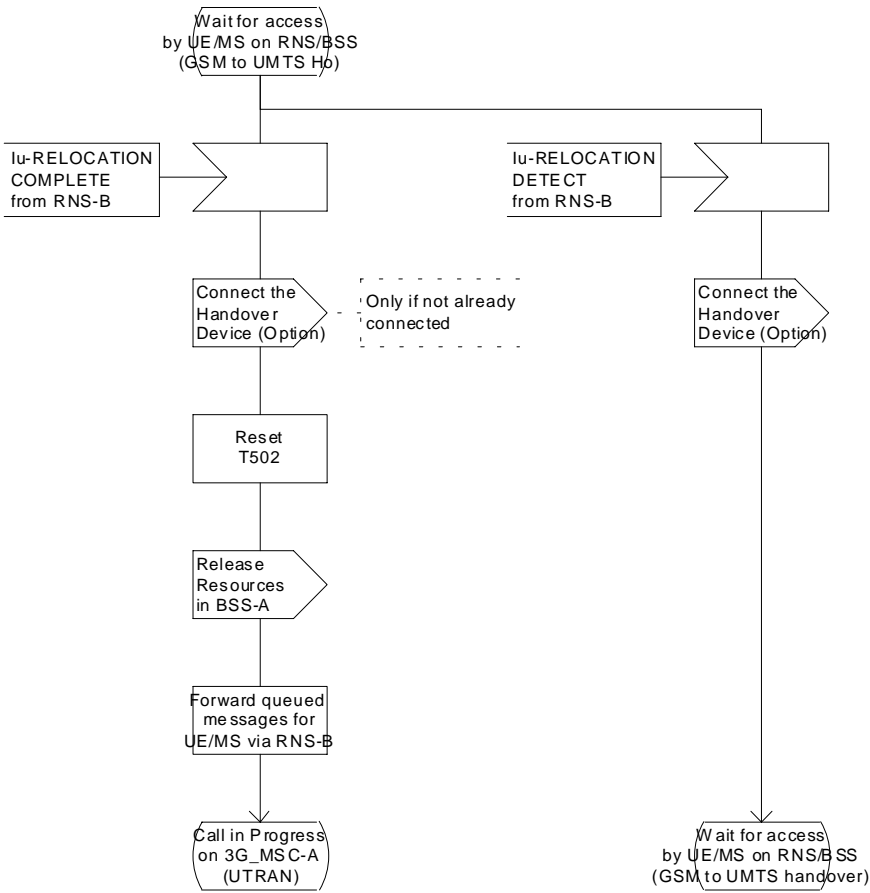 Wait for access
by UE/MS on RNS/BSS
(GSM to UMTS Ho)
Iu-RELOCATION
COMPLETE
from RNS-B
Iu-RELOCATION
DETECT
from RNS-B
Connect the
Handover
Device (Option)
Only if not already
connected
Connect the
Handover
Device (Option)
Reset
T502
Release
Resources
in BSS-A
Forward queued
messages for
UE/MS via RNS-B
Call in Progress
on 3G_MSC-A
(UTRAN)
Wait for access
by UE/MS on RNS/BSS
(GSM to UMTS handover)